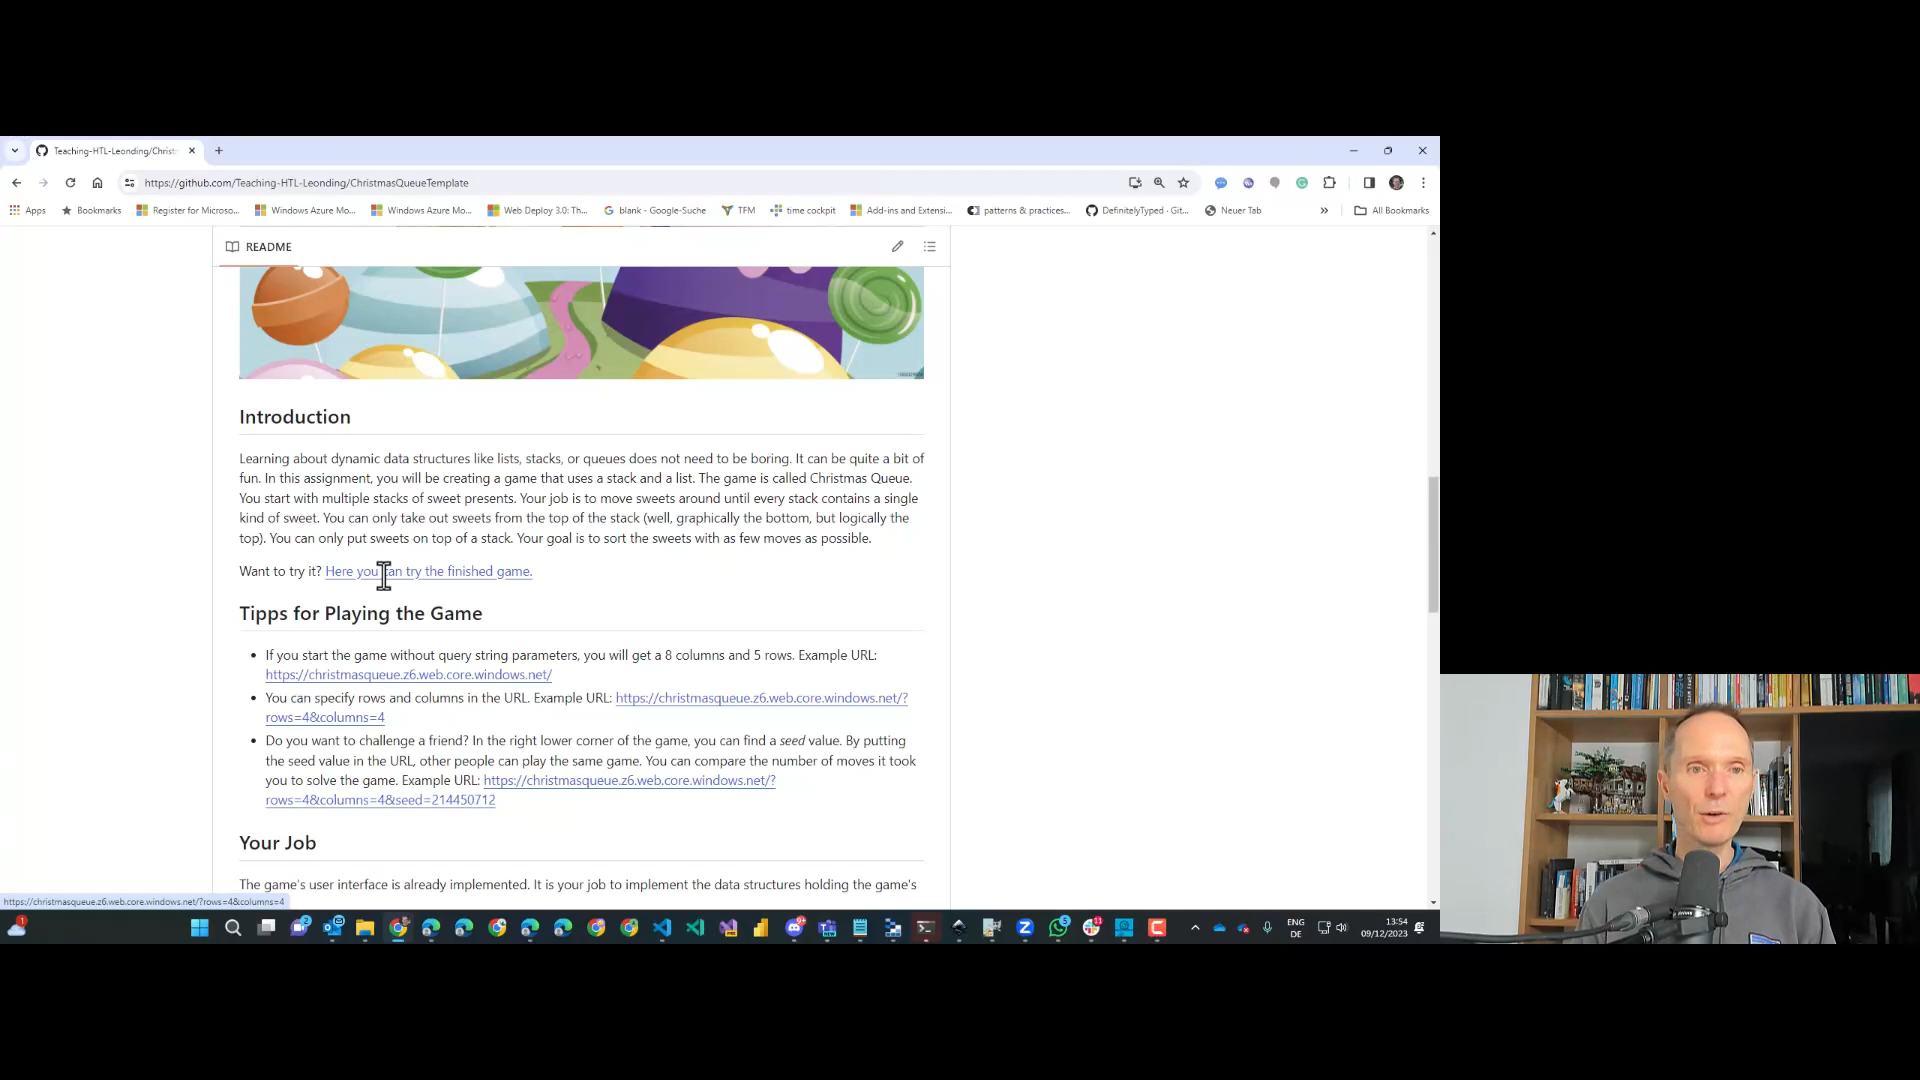 Teaching-HTL-Leonding/Christ
https://github.com/Teaching-HTL-Leonding/ChristmasQueueTemplate
Apps
Bookmarks
Register for Microso...
Windows Azure Mo...
Windows Azure Mo...
Web Deploy 3.0: Th...
blank - Google-Suche
TFM
time cockpit
Add-ins and Extensi...
patterns & practices...
DefinitelyTyped · Git...
Neuer Tab
»
All Bookmarks
README
Introduction
Learning about dynamic data structures like lists, stacks, or queues does not need to be boring. It can be quite a bit of
fun. In this assignment, you will be creating a game that uses a stack and a list. The game is called Christmas Queue.
You start with multiple stacks of sweet presents. Your job is to move sweets around until every stack contains a single
kind of sweet. You can only take out sweets from the top of the stack (well, graphically the bottom, but logically the
top). You can only put sweets on top of a stack. Your goal is to sort the sweets with as few moves as possible.
Want to try it? Here you can try the finished game.
Tipps for Playing the Game
• If you start the game without query string parameters, you will get a 8 columns and 5 rows. Example URL:
https://christmasqueue.z6.web.core.windows.net/
• You can specify rows and columns in the URL. Example URL: https://christmasqueue.z6.web.core.windows.net/?
rows=4&columns=4
• Do you want to challenge a friend? In the right lower corner of the game, you can find a seed value. By putting
the seed value in the URL, other people can play the same game. You can compare the number of moves it took
you to solve the game. Example URL: https://christmasqueue.z6.web.core.windows.net/?
rows=4&columns=4&seed=214450712
Your Job
The game's user interface is already implemented. It is your job to implement the data structures holding the game's
https://christmasqueue.z6.web.core.windows.net/?rows=4&columns=4
ENG
DE
13:54
09/12/2023